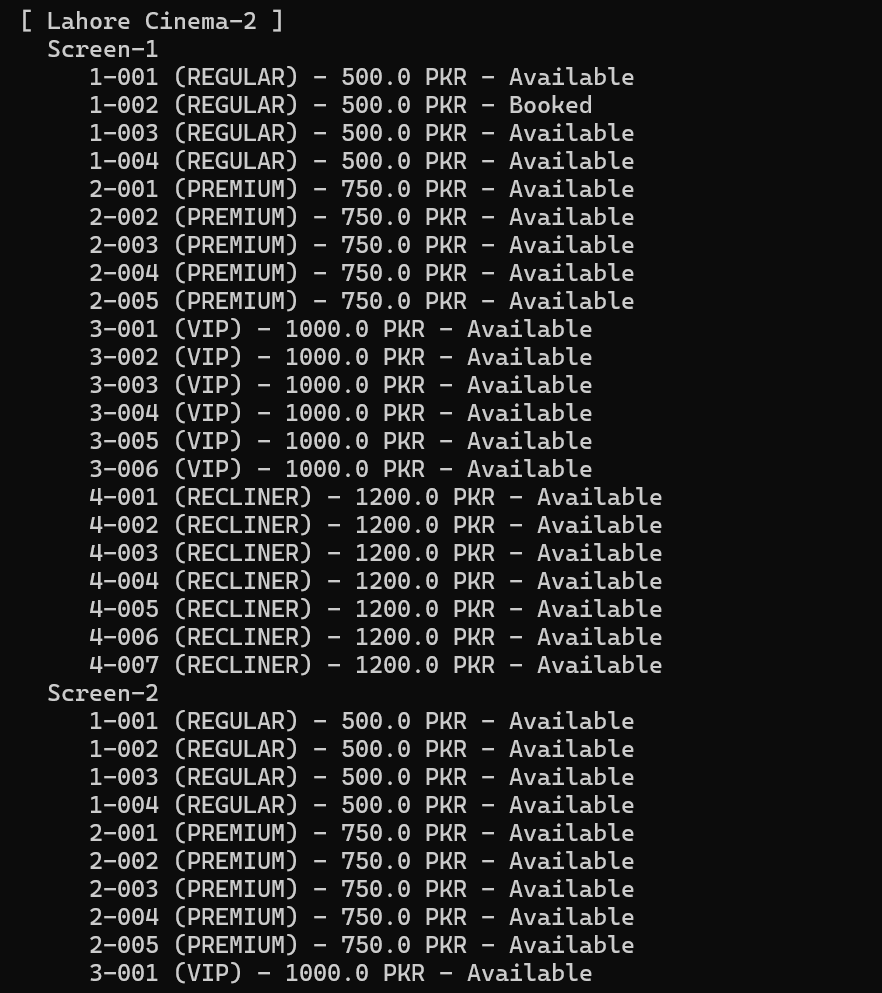 [ Lahore Cinema-2 ]
Screen-1
1-001 (REGULAR) - 500.0 PKR - Available
1-002 (REGULAR) - 500.0 PKR - Booked
1-003 (REGULAR) - 500.0 PKR - Available
1-004 (REGULAR) - 500.0 PKR - Available
2-001 (PREMIUM) - 750.0 PKR - Available
2-002 (PREMIUM) - 750.0 PKR - Available
2-003 (PREMIUM) - 750.0 PKR - Available
2-004 (PREMIUM) - 750.0 PKR - Available
2-005 (PREMIUM) - 750.0 PKR - Available
3-001 (VIP) - 1000.0 PKR - Available
3-002 (VIP) - 1000.0 PKR - Available
3-003 (VIP) - 1000.0 PKR - Available
3-004 (VIP) - 1000.0 PKR - Available
3-005 (VIP) - 1000.0 PKR - Available
3-006 (VIP) - 1000.0 PKR - Available
4-001 (RECLINER) - 1200.0 PKR - Available
4-002 (RECLINER) - 1200.0 PKR - Available
4-003 (RECLINER) - 1200.0 PKR - Available
4-004 (RECLINER) - 1200.0 PKR - Available
4-005 (RECLINER) - 1200.0 PKR - Available
4-006 (RECLINER) - 1200.0 PKR - Available
4-007 (RECLINER) - 1200.0 PKR - Available
Screen-2
1-001 (REGULAR) - 500.0 PKR - Available
1-002 (REGULAR) - 500.0 PKR - Available
1-003 (REGULAR) - 500.0 PKR - Available
1-004 (REGULAR) - 500.0 PKR - Available
2-001 (PREMIUM) - 750.0 PKR - Available
2-002 (PREMIUM) - 750.0 PKR - Available
2-003 (PREMIUM) - 750.0 PKR - Available
2-004 (PREMIUM) - 750.0 PKR - Available
2-005 (PREMIUM) - 750.0 PKR - Available
3-001 (VIP) - 1000.0 PKR - Available